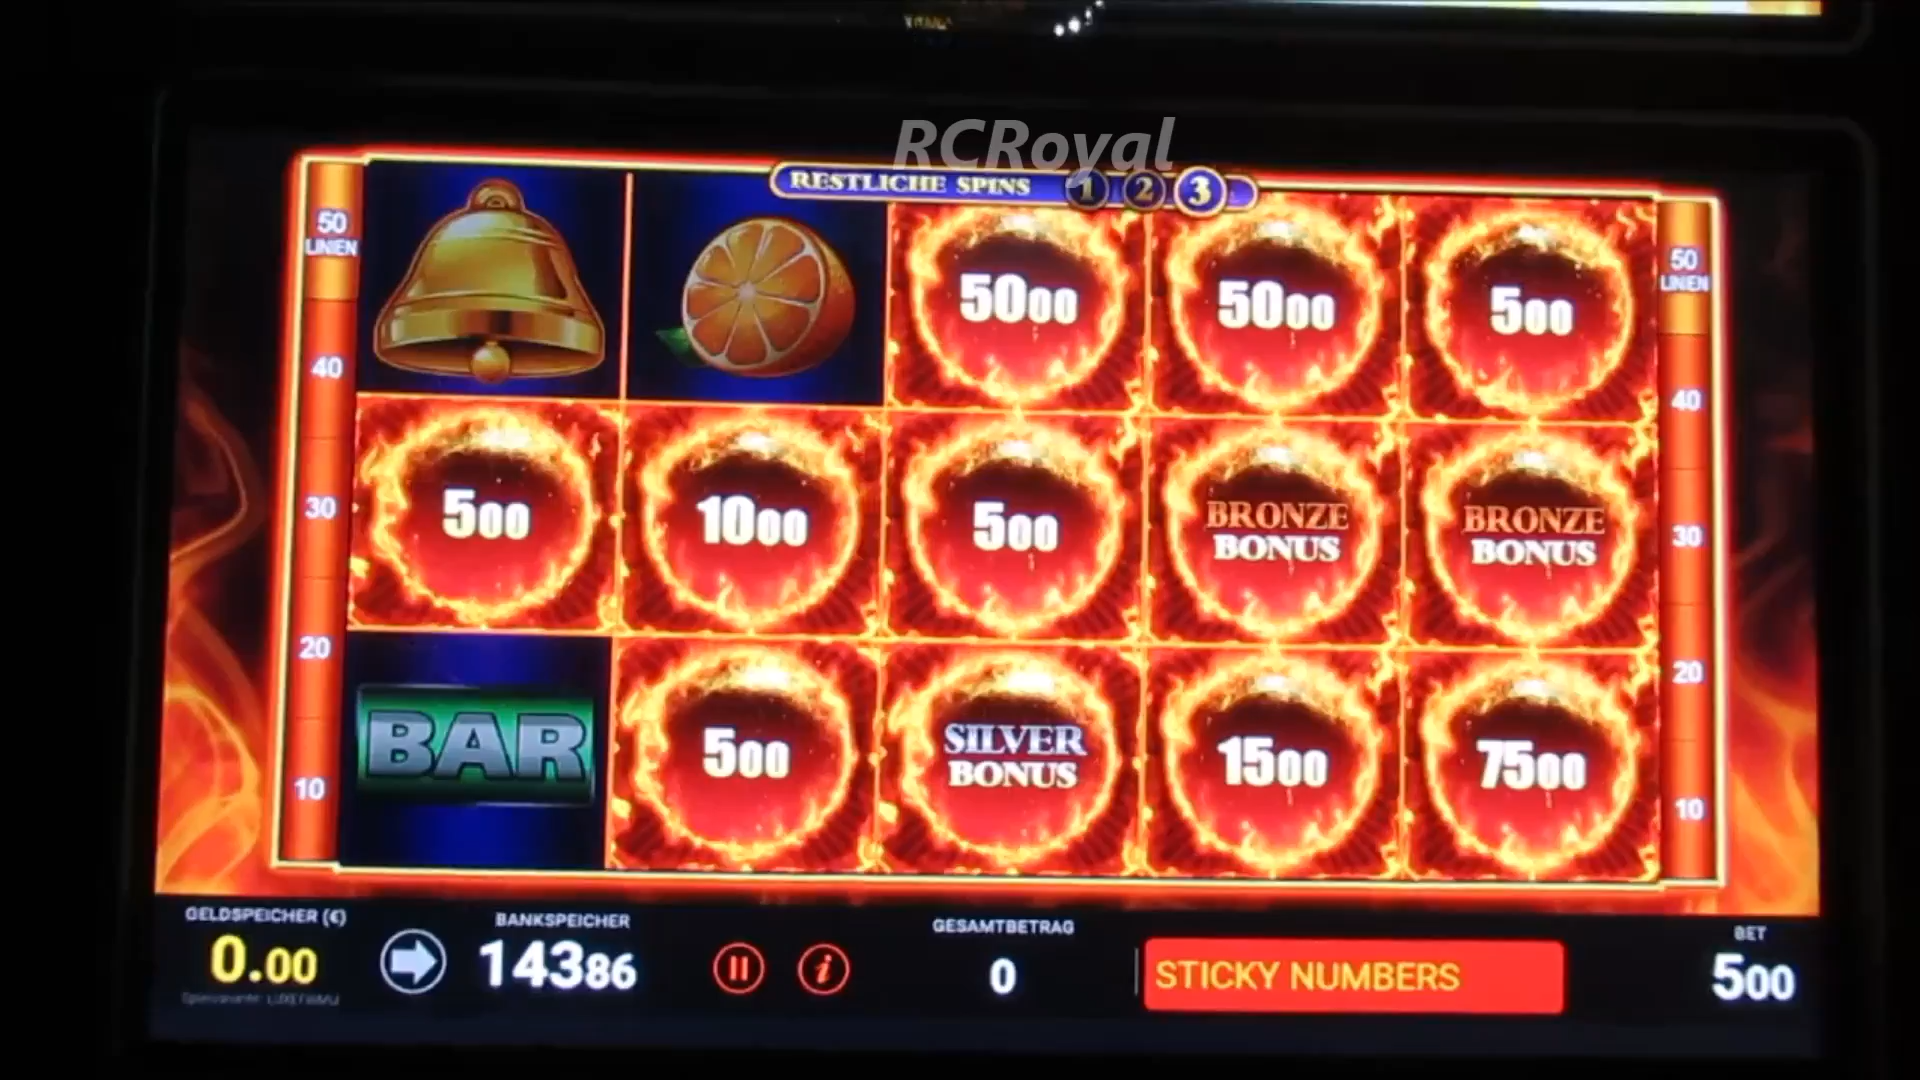 RCRoyal
RESTLICHE SPINS 1 2 3
50 LINIEN
40
30
20
10
5000
5000
500
500
1000
500
BRONZE BONUS
BRONZE BONUS
BAR
500
SILVER BONUS
1500
7500
50 LINIEN
40
30
20
10
GELDSPEICHER (€)
0.00
BANKSPEICHER
14386
GESAMTBETRAG
0
STICKY NUMBERS
BET
500